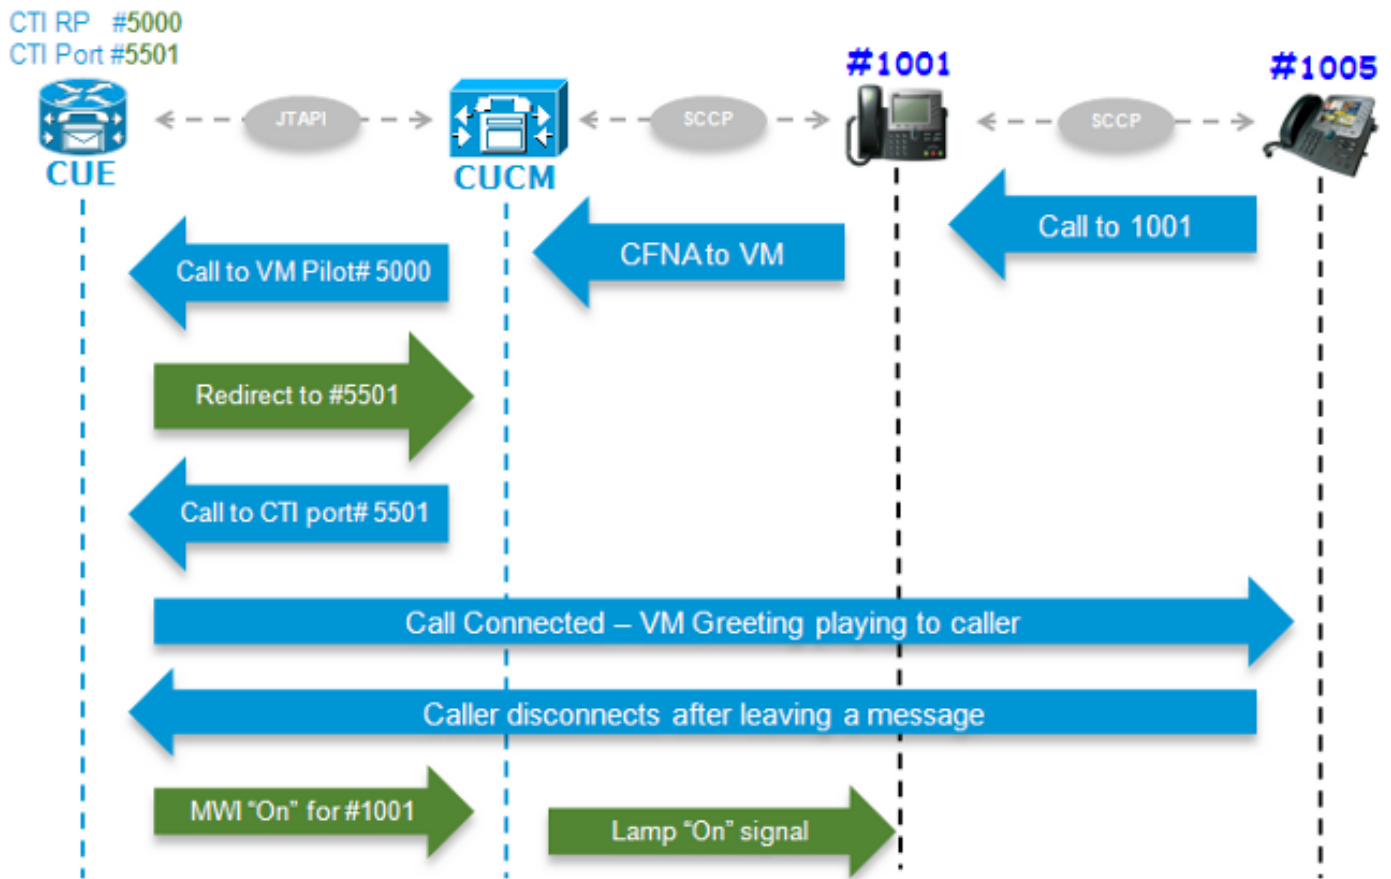 CTI RP #5000
CTI Port #5501
#1001
#1005
JTAPI
SCCP
SCCP
CUE
CUCM
Call to 1001
CFNA to VM
Call to VM Pilot# 5000
Redirect to #5501
Call to CTI port# 5501
Call Connected – VM Greeting playing to caller
Caller disconnects after leaving a message
MWI “On” for #1001
Lamp “On” signal